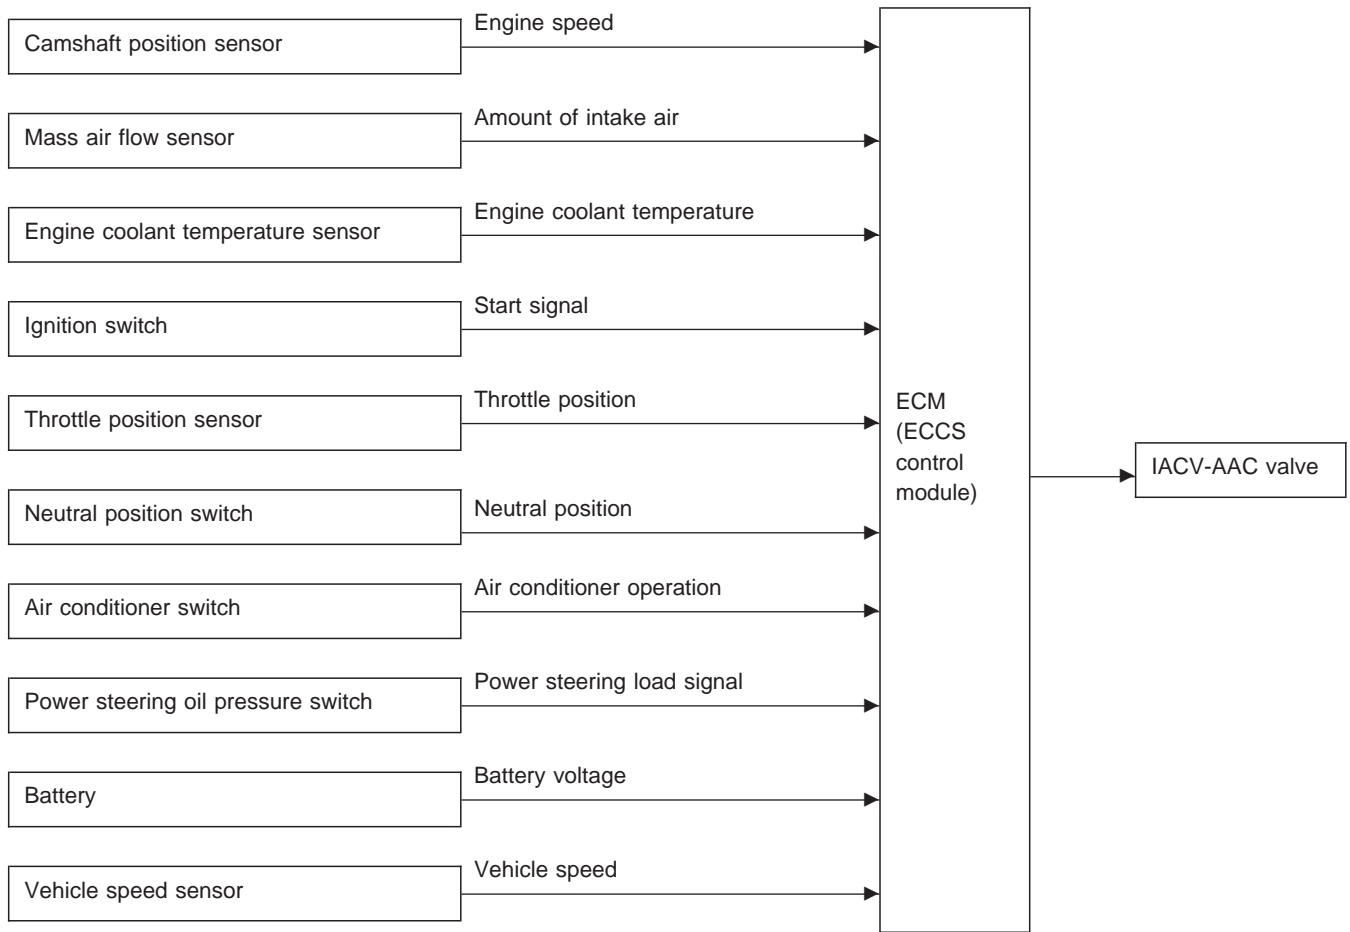 Camshaft position sensor
Engine speed
Mass air flow sensor
Amount of intake air
Engine coolant temperature sensor
Engine coolant temperature
Ignition switch
Start signal
Throttle position sensor
Throttle position
Neutral position switch
Neutral position
Air conditioner switch
Air conditioner operation
Power steering oil pressure switch
Power steering load signal
Battery
Battery voltage
Vehicle speed sensor
Vehicle speed
ECM
(ECCS
control
module)
IACV-AAC valve